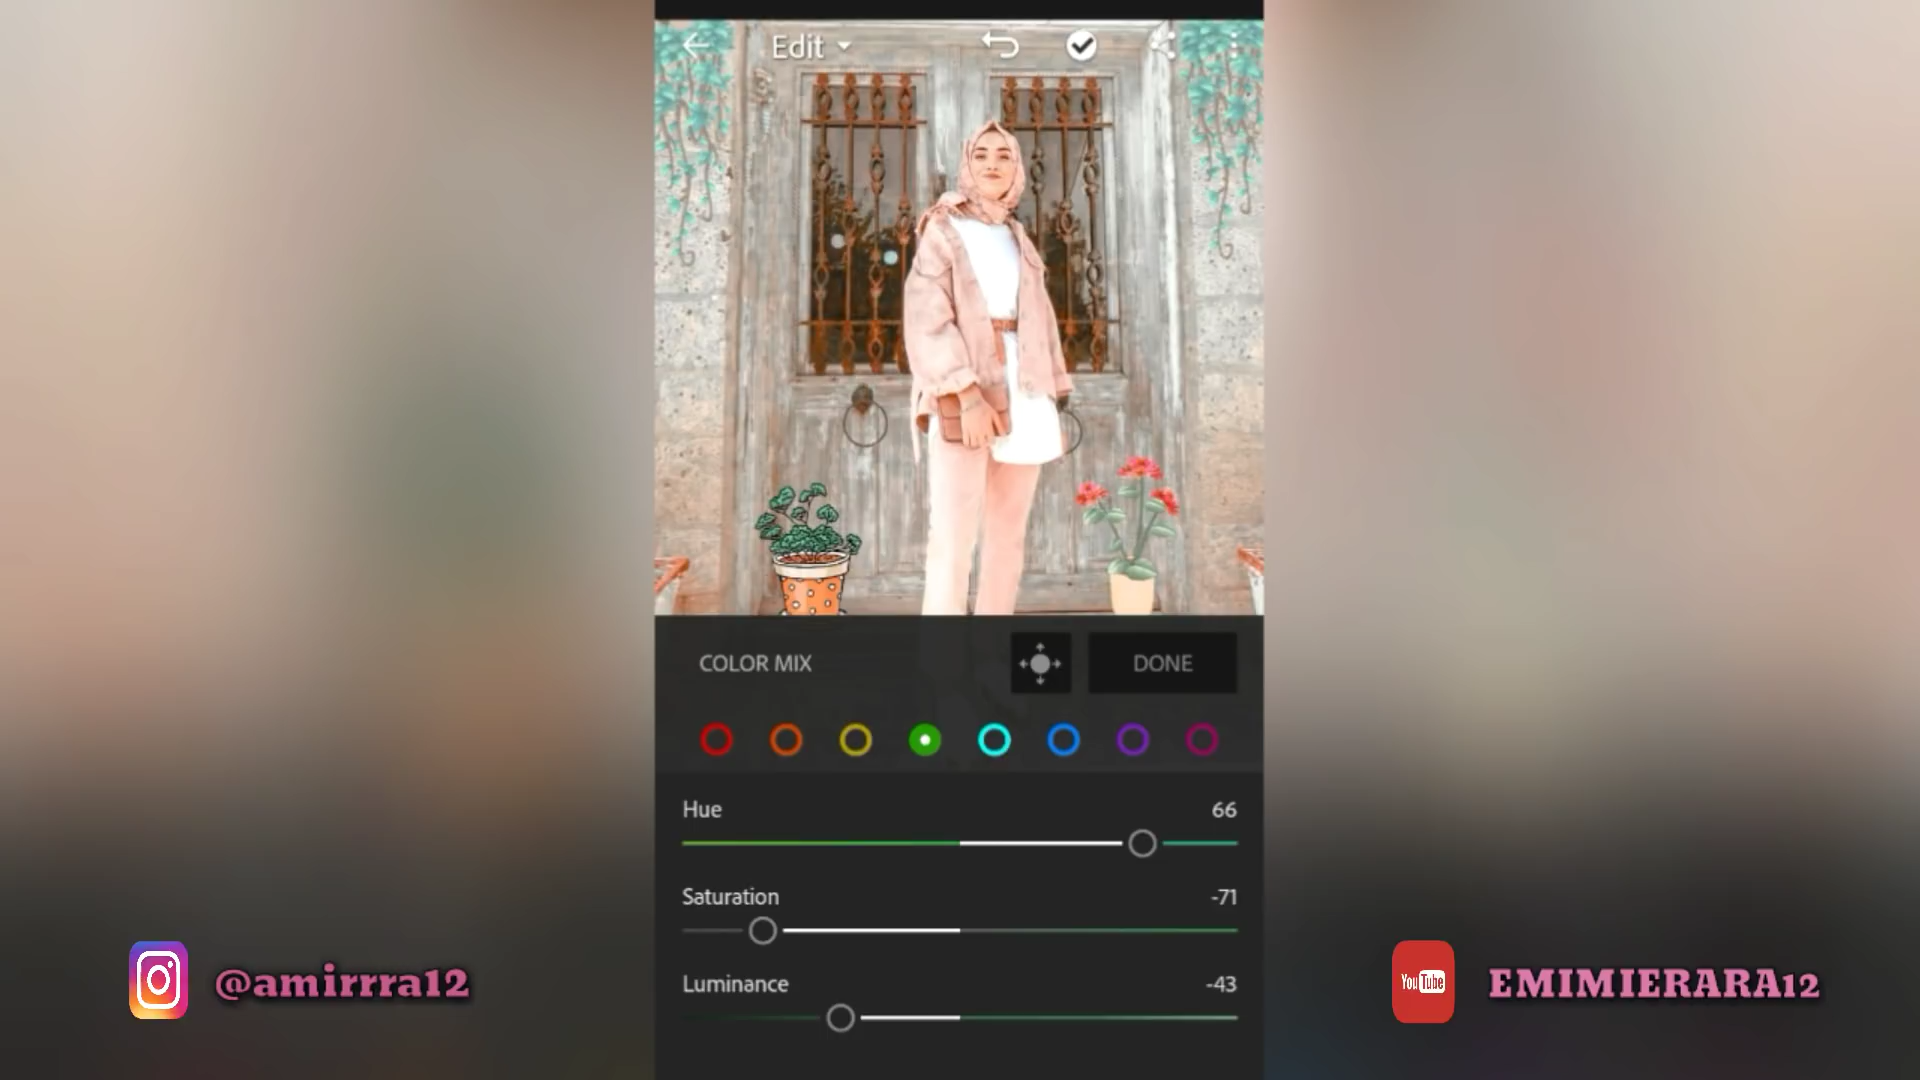 Edit
COLOR MIX
DONE
Hue
66
Saturation
-71
Luminance
-43
@amirrra12
You Tube
EMIMIERARA12